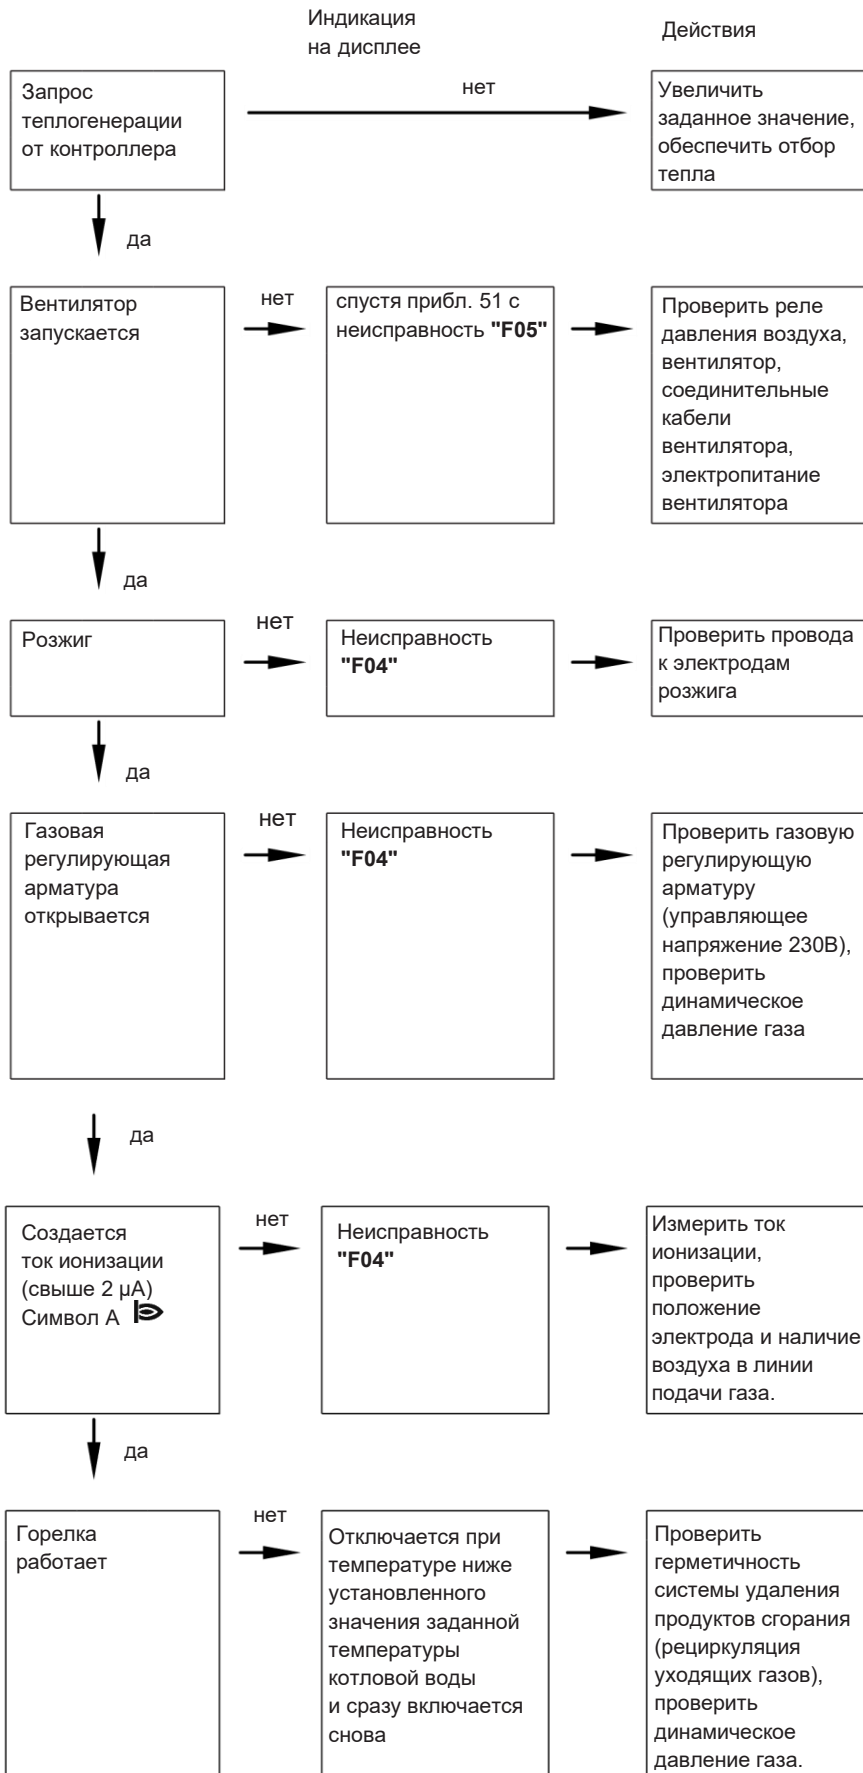 Индикация
на дисплее
Действия
Запрос
теплогенерации
от контроллера
нет
Увеличить
заданное значение,
обеспечить отбор
тепла
да
Вентилятор
запускается
нет
спустя прибл. 51 с
неисправность "F05"
Проверить реле
давления воздуха,
вентилятор,
соединительные
кабели
вентилятора,
электропитание
вентилятора
да
Розжиг
нет
Неисправность
"F04"
Проверить провода
к электродам
розжига
да
Газовая
регулирующая
арматура
открывается
нет
Неисправность
"F04"
Проверить газовую
регулирующую
арматуру
(управляющее
напряжение 230В),
проверить
динамическое
давление газа
да
Создается
ток ионизации
(свыше 2 µA)
Символ A
нет
Неисправность
"F04"
Измерить ток
ионизации,
проверить
положение
электрода и наличие
воздуха в линии
подачи газа.
да
Горелка
работает
нет
Отключается при
температуре ниже
установленного
значения заданной
температуры
котловой воды
и сразу включается
снова
Проверить
герметичность
системы удаления
продуктов сгорания
(рециркуляция
уходящих газов),
проверить
динамическое
давление газа.